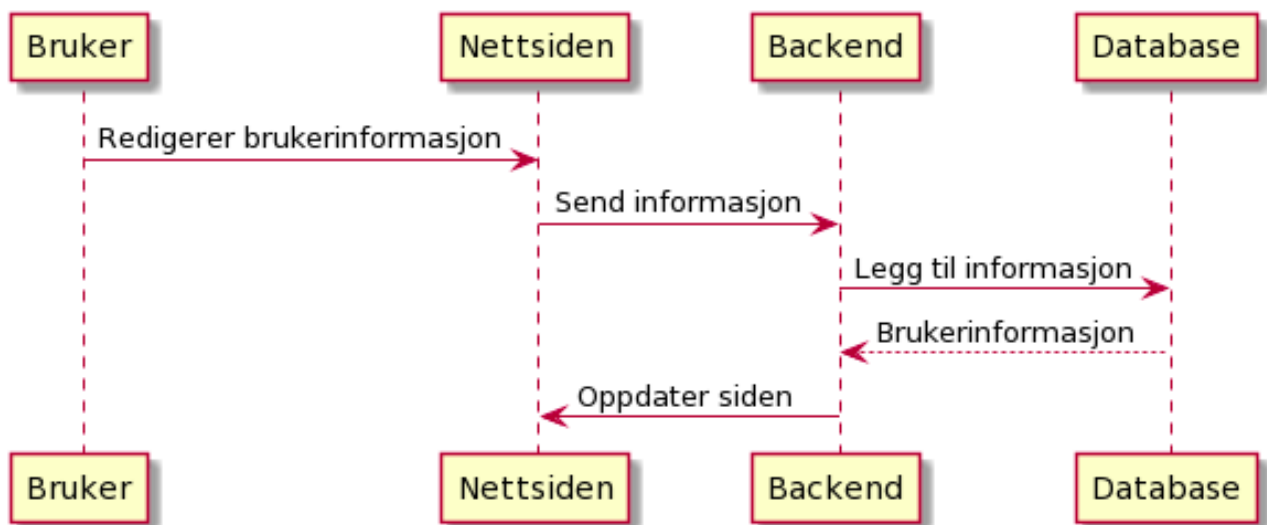 Bruker Nettsiden Backend Database
Redigerer brukerinformasjon
Send informasjon
Legg til informasjon
Brukerinformasjon
Oppdater siden
Bruker Nettsiden Backend Database